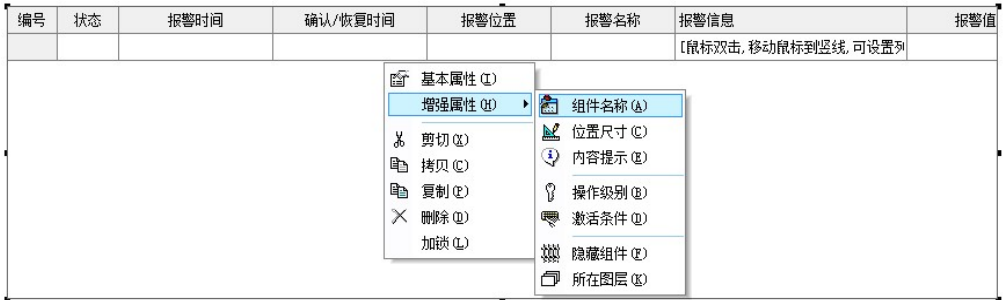 编号 状态 报警时间 确认/恢复时间 报警位置 报警名称 报警信息 报警值
[鼠标双击, 移动鼠标到竖线, 可设置列
基本属性(I)
增强属性(H)
剪切(X)
拷贝(C)
复制(P)
删除(D)
加锁(L)
组件名称(A)
位置尺寸(C)
内容提示(E)
操作级别(B)
激活条件(D)
隐藏组件(F)
所在图层(K)